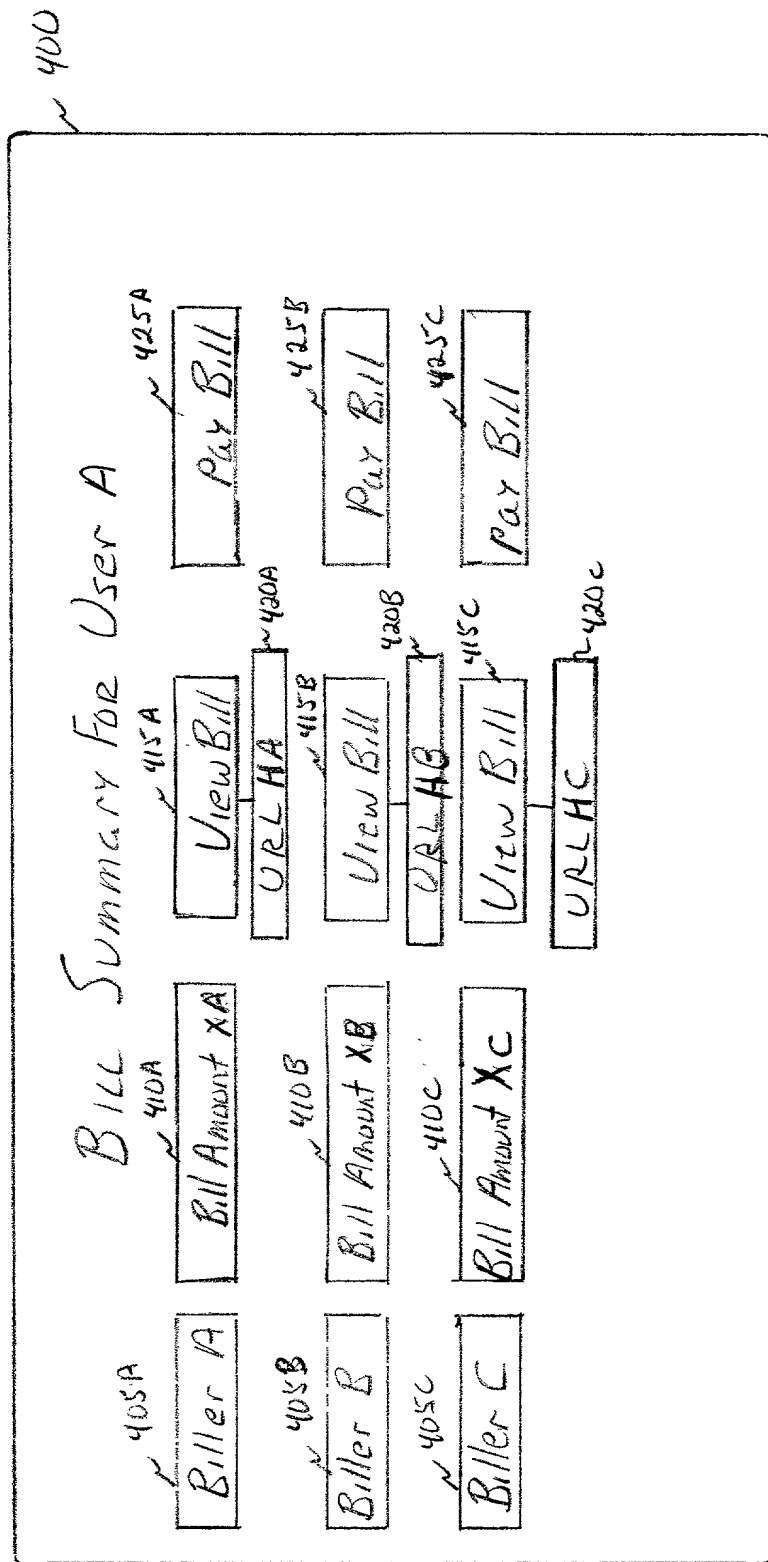 400
BILL SUMMARY FOR User A
405A 410A 415A 425A
Biller A Bill Amount XA View Bill Pay Bill
URL HA 420A
405B 410B 415B 425B
Biller B Bill Amount XB View Bill Pay Bill
URL HB 420B
405C 410C 415C 425C
Biller C Bill Amount XC View Bill Pay Bill
URL HC 420C